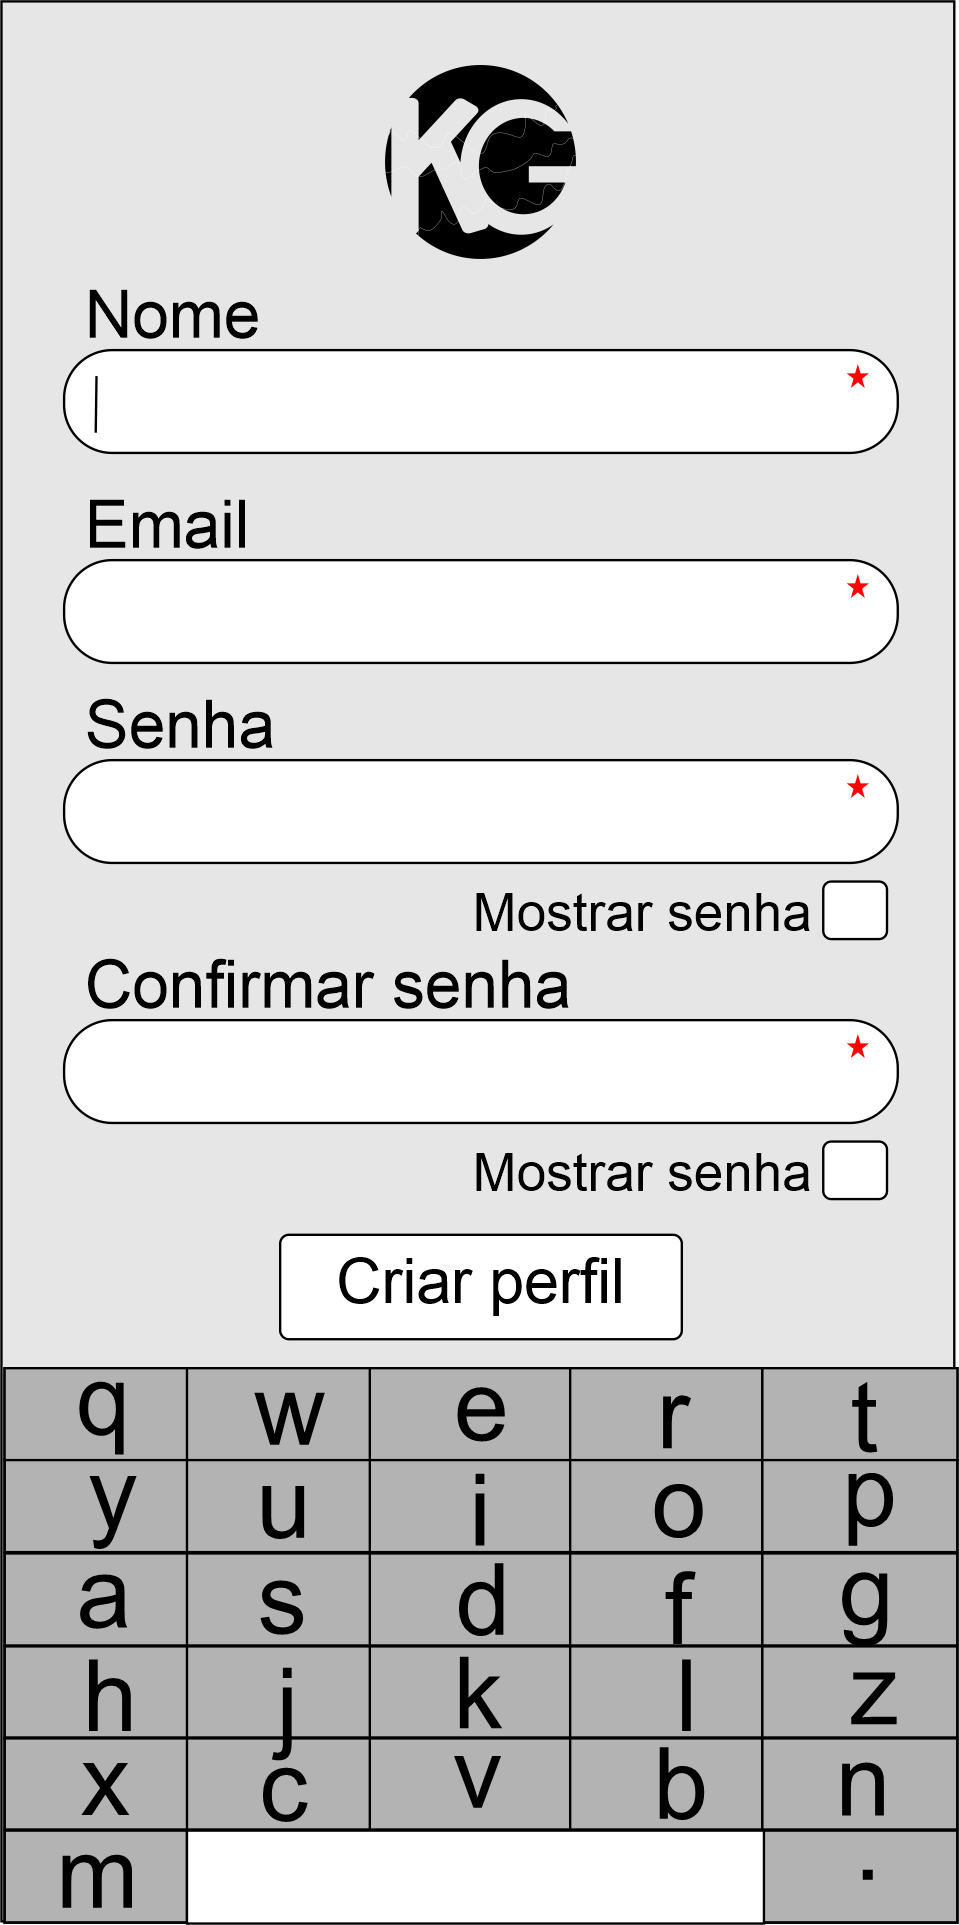 KG
Nome
Email
Senha
Mostrar senha
Confirmar senha
Mostrar senha
Criar perfil
q w e r t
y u i o p
a s d f g
h j k l z
x c v b n
m .